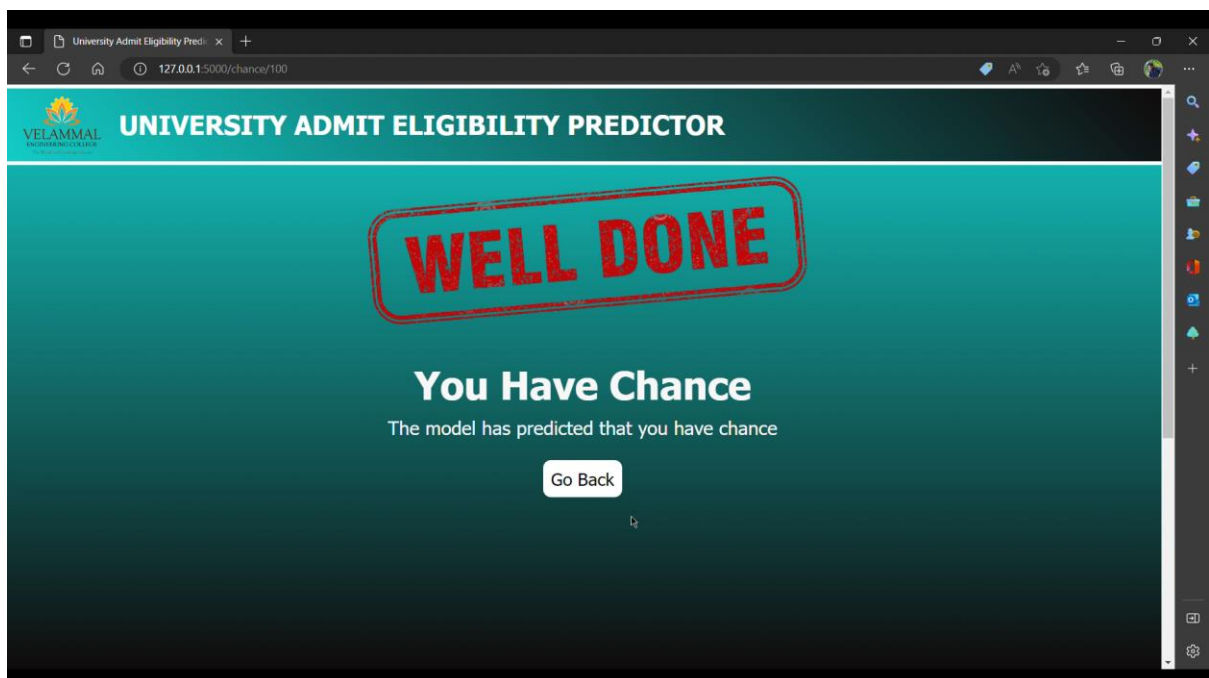 University Admit Eligibility Predic
127.0.0.1:5000/chance/100
VELAMMAL
ENGINEERING COLLEGE
UNIVERSITY ADMIT ELIGIBILITY PREDICTOR
WELL DONE
You Have Chance
The model has predicted that you have chance
Go Back